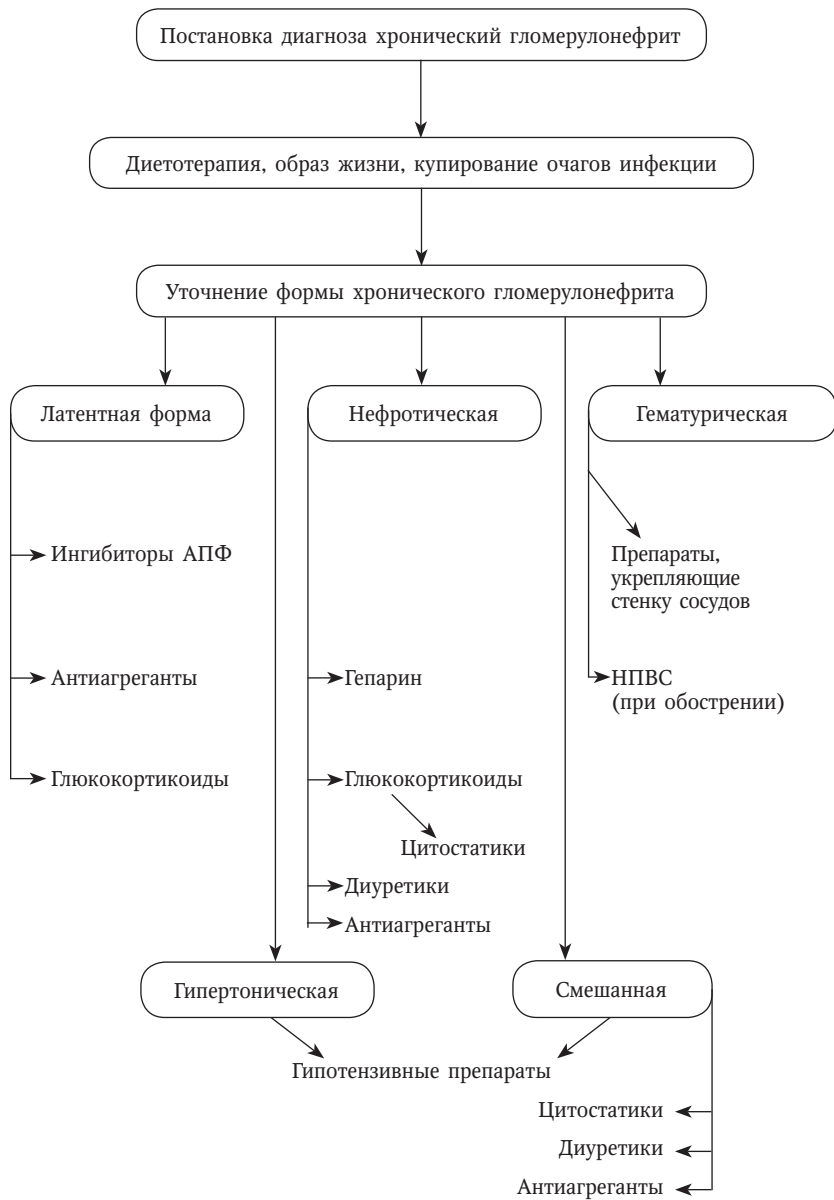 Постановка диагноза хронический гломерулонефрит
Диетотерапия, образ жизни, купирование очагов инфекции
Уточнение формы хронического гломерулонефрита
Латентная форма
Нефротическая
Гематурическая
Ингибиторы АПФ
Препараты,
укрепляющие
стенку сосудов
Антиагреганты
Гепарин
НПВС
(при обострении)
Глюкокортикоиды
Глюкокортикоиды
Цитостатики
Диуретики
Антиагреганты
Гипертоническая
Смешанная
Гипотензивные препараты
Цитостатики
Диуретики
Антиагреганты